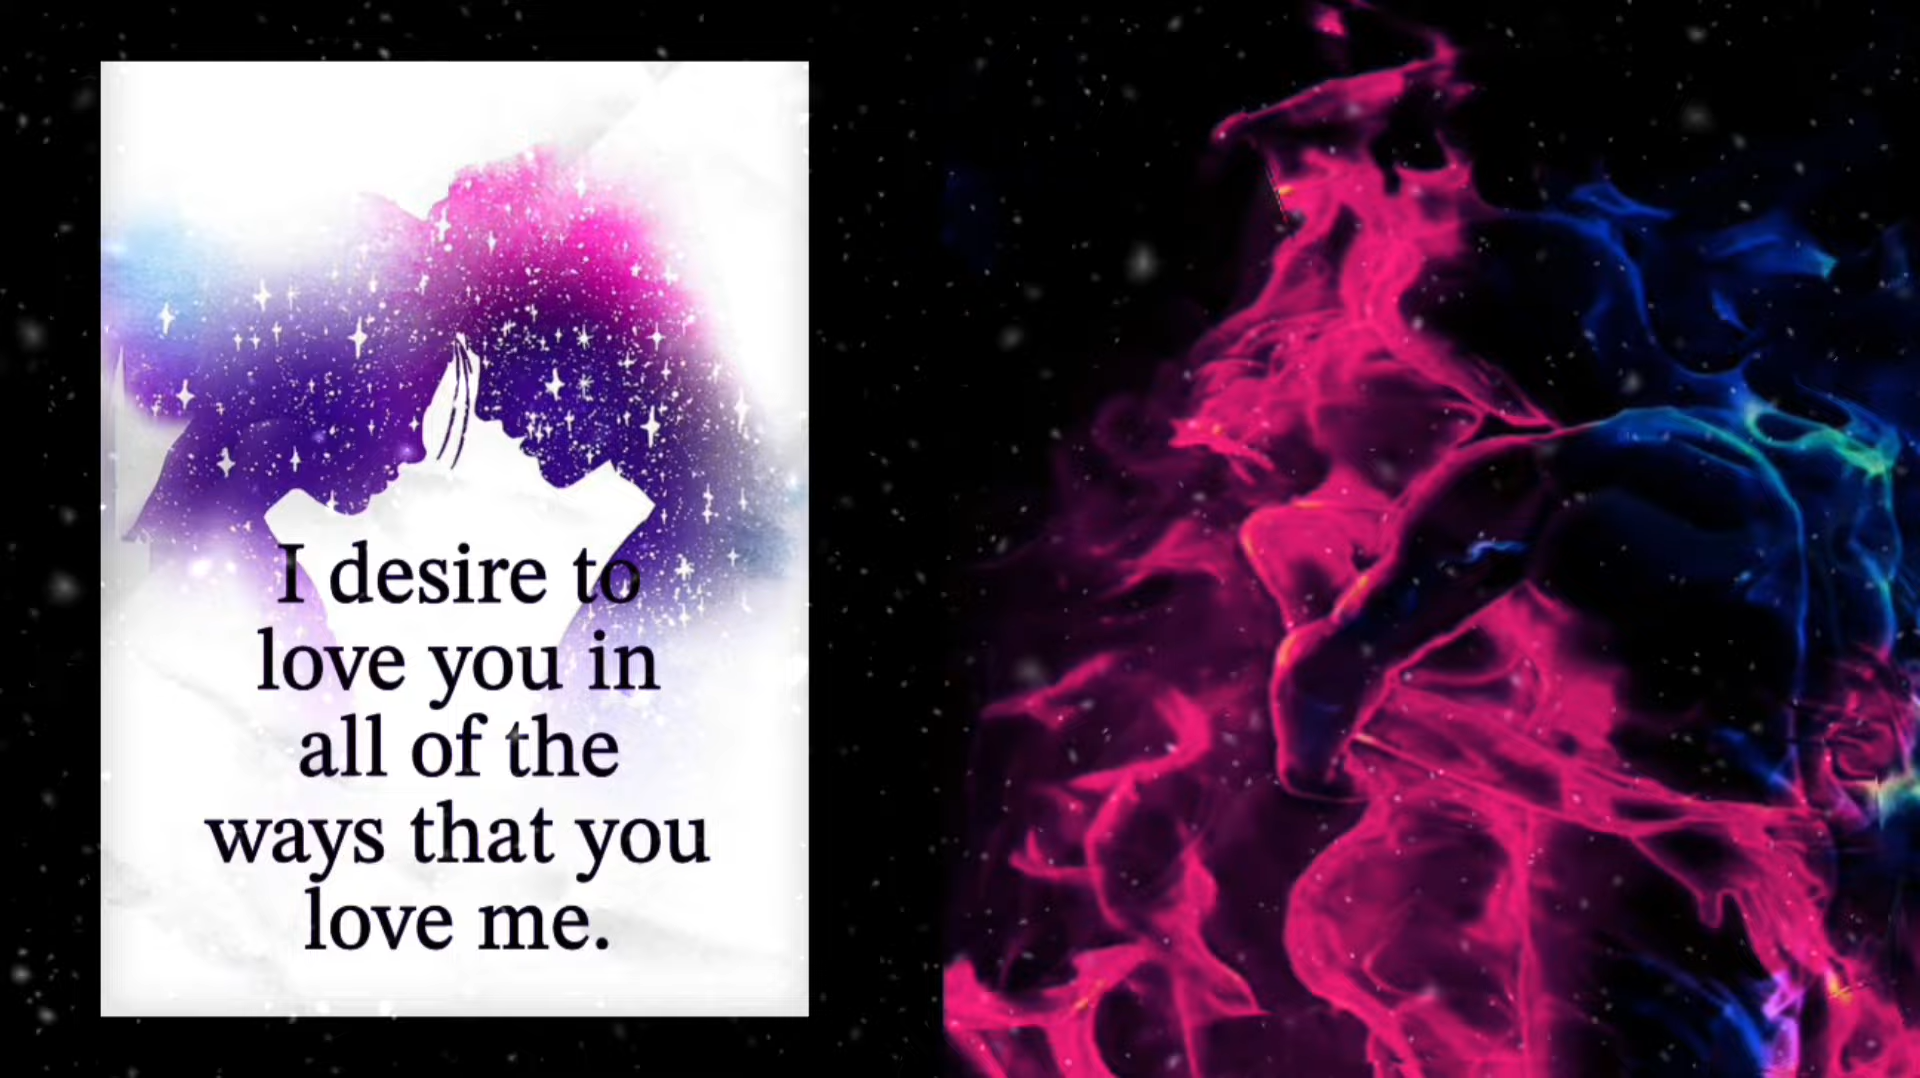 I desire to
love you in
all of the
ways that you
love me.